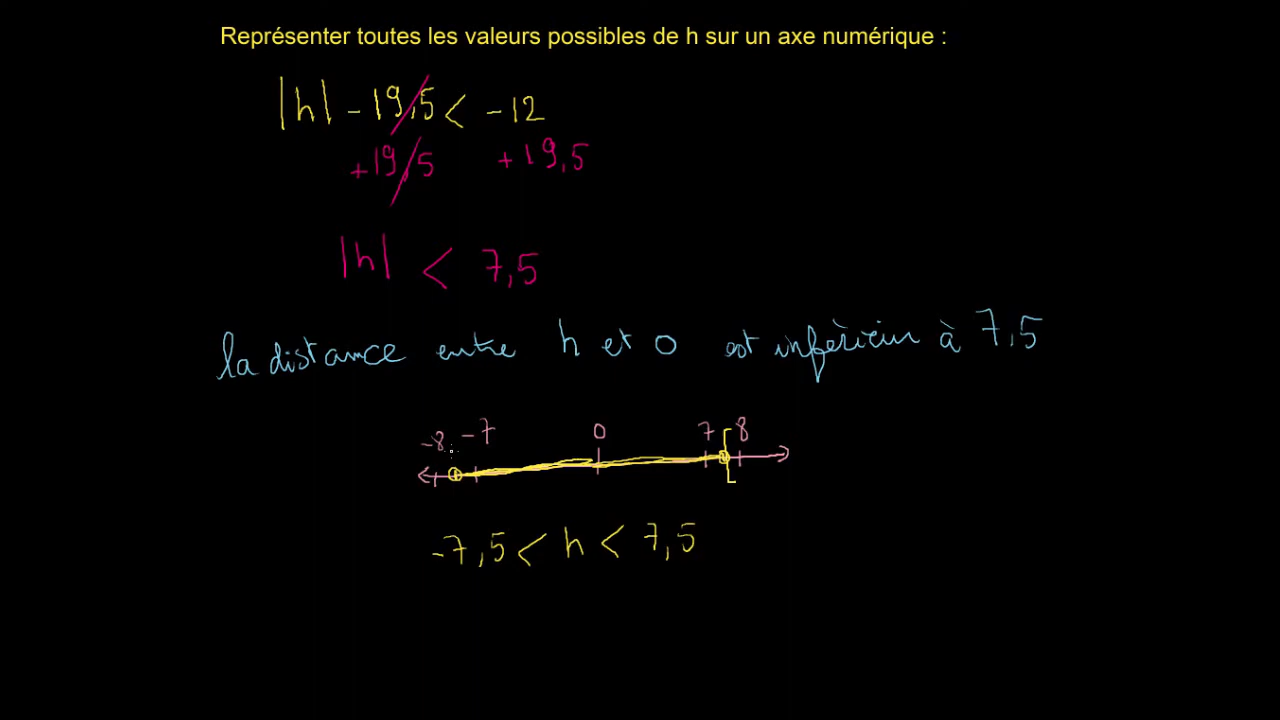 Représenter toutes les valeurs possibles de h sur un axe numérique :
|h| - 19,5 < -12
+19,5 +19,5
|h| < 7,5
la distance entre h et 0 est inférieur à 7,5
-8 -7 0 7 [ 8
-7,5 < h < 7,5